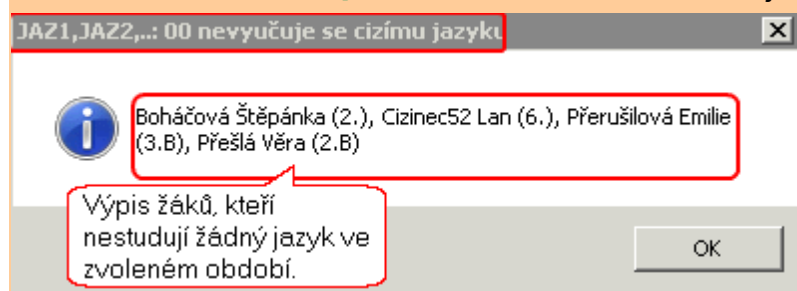 JAZ1,JAZ2,..: 00 nevyučuje se cizímu jazyku
Boháčová Štěpánka (2.), Cizinec52 Lan (6.), Přerušilová Emilie
(3.B), Přešlá Věra (2.B)
Výpis žáků, kteří
nestudují žádný jazyk ve
zvoleném období.
OK